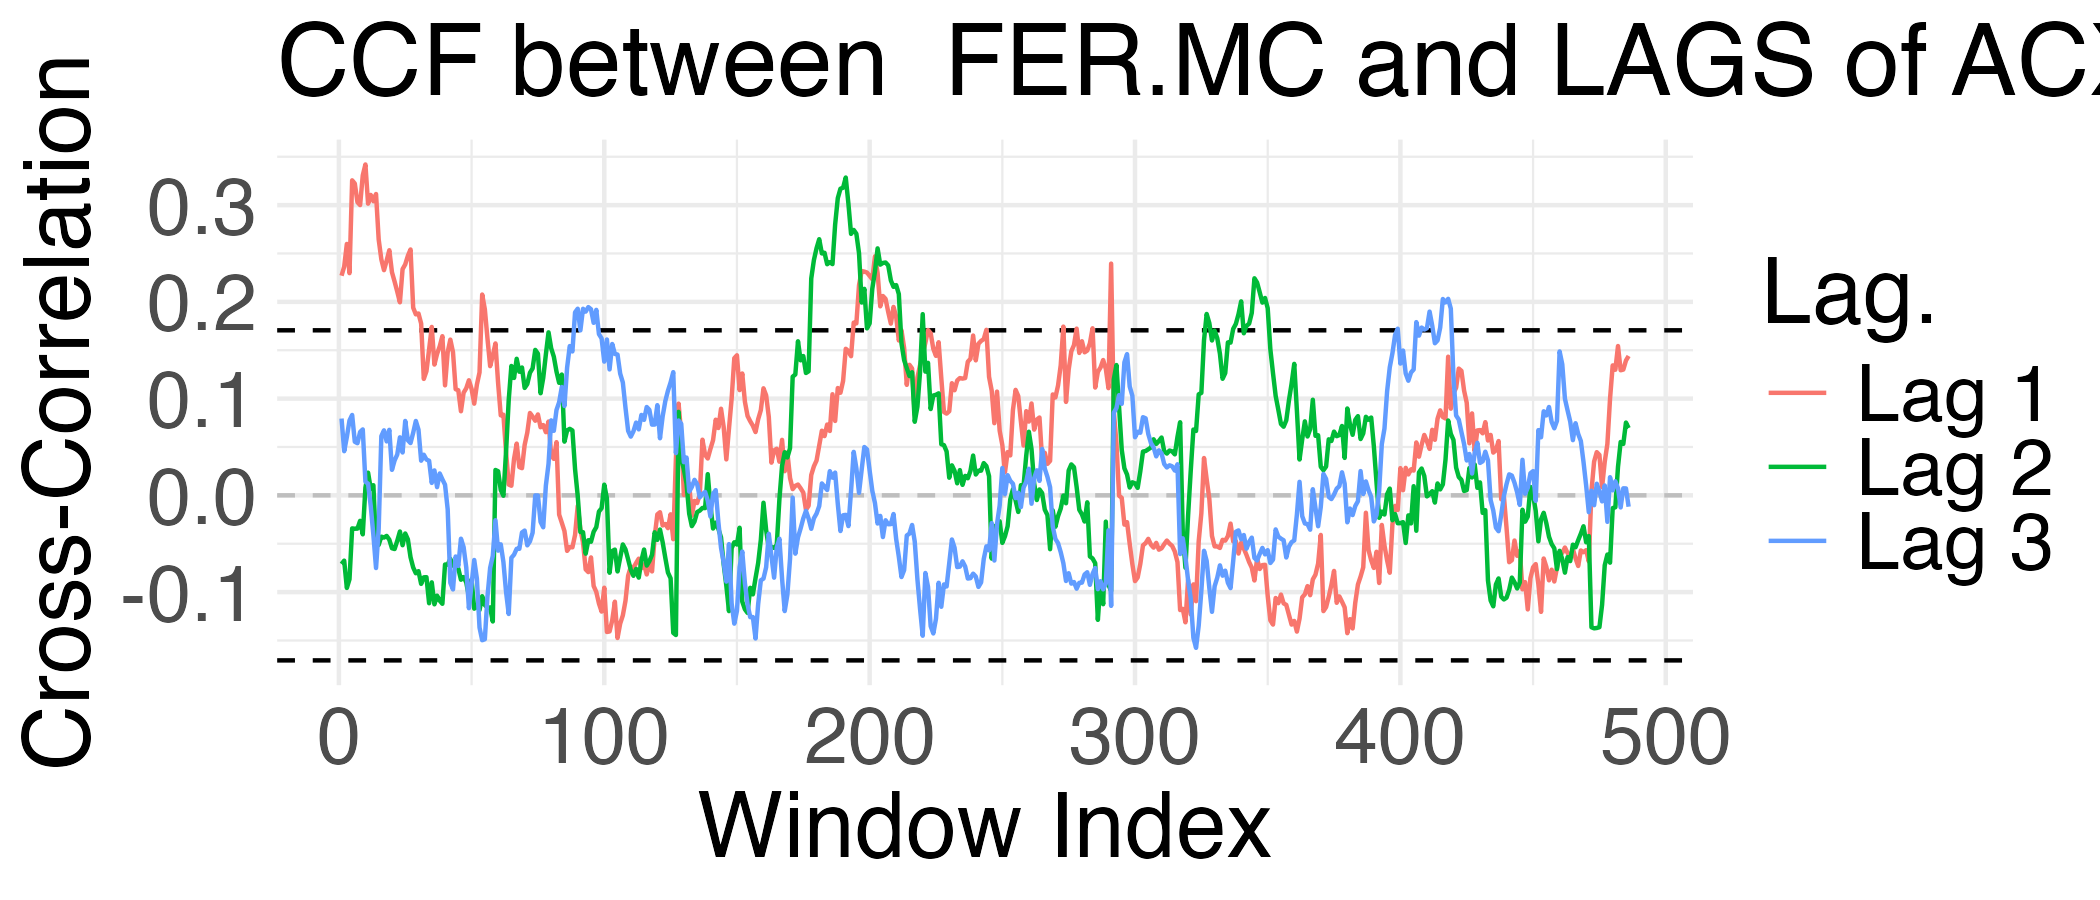 CCF between FER.MC and LAGS of
Cross-Correlation
0.3
0.2
0.1
0.0
-0.1
0 100 200 300 400 500
Window Index
Lag.
Lag 1
Lag 2
Lag 3